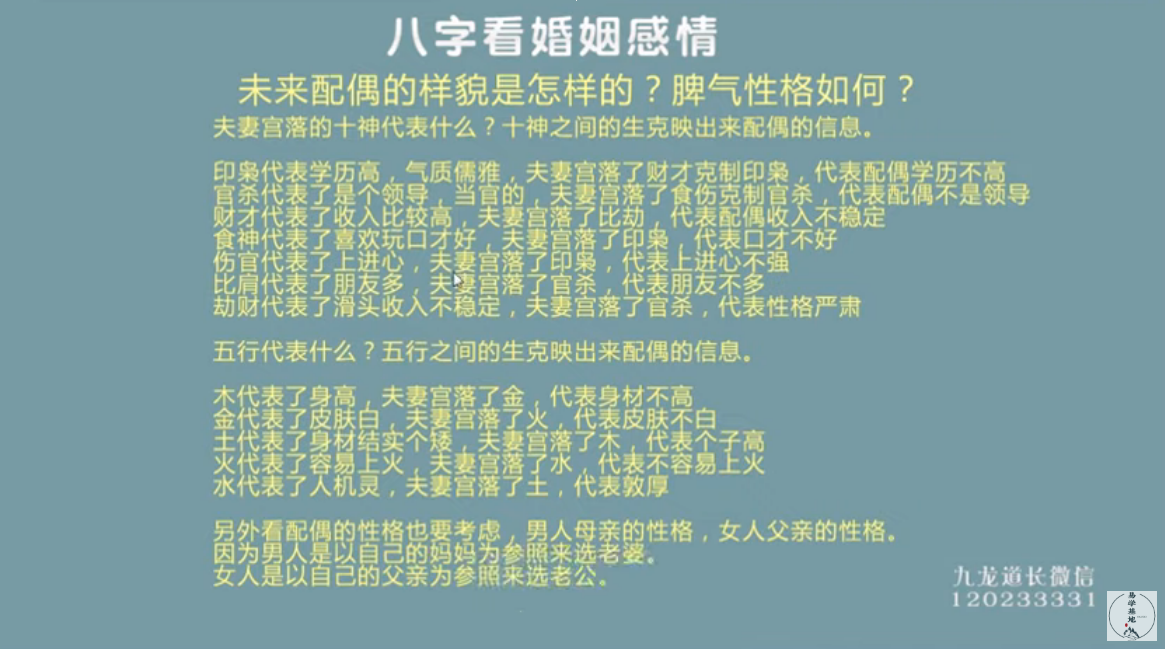 八字看婚姻感情
未来配偶的样貌是怎样的？脾气性格如何？
夫妻宫落的十神代表什么？十神之间的生克映出来配偶的信息。
印枭代表学历高，气质儒雅，夫妻宫落了财才克制印枭，代表配偶学历不高
官杀代表了是个领导，当官的，夫妻宫落了食伤克制官杀，代表配偶不是领导
财才代表了收入比较高，夫妻宫落了比劫，代表配偶收入不稳定
食神代表了喜欢玩口才好，夫妻宫落了印枭，代表口才不好
伤官代表了上进心，夫妻宫落了印枭，代表上进心不强
比肩代表了朋友多，夫妻宫落了官杀，代表朋友不多
劫财代表了滑头收入不稳定，夫妻宫落了官杀，代表性格严肃
五行代表什么？五行之间的生克映出来配偶的信息。
木代表了身高，夫妻宫落了金，代表身材不高
金代表了皮肤白，夫妻宫落了火，代表皮肤不白
土代表了身材结实个矮，夫妻宫落了木，代表个子高
火代表了容易上火，夫妻宫落了水，代表不容易上火
水代表了人机灵，夫妻宫落了土，代表敦厚
另外看配偶的性格也要考虑，男人母亲的性格，女人父亲的性格。
因为男人是以自己的妈妈为参照来选老婆。
女人是以自己的父亲为参照来选老公。
九龙道长微信
120233331
易学基地